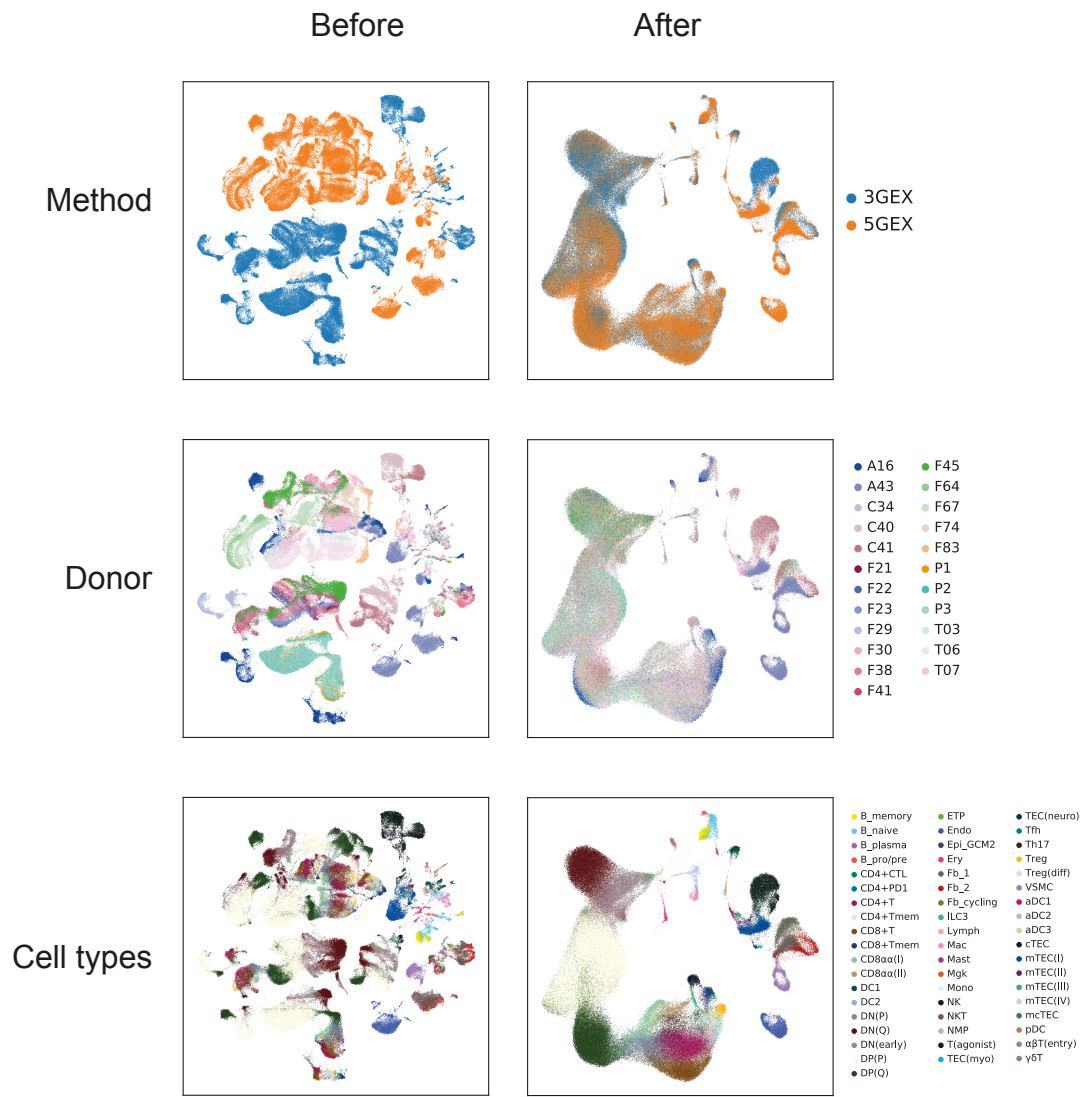 Before After
Method
3GEX
5GEX
Donor
A16 F45
A43 F64
C34 F67
C40 F74
C41 F83
F21 P1
F22 P2
F23 P3
F29 T03
F30 T06
F38 T07
F41
Cell types
B_memory ETP TEC(neuro)
B_naive Endo Tfh
B_plasma Epi_GCM2 Th17
B_pro/pre Ery Treg
CD4+CTL Fb_1 Treg(diff)
CD4+PD1 Fb_2 VSMC
CD4+T Fb_cycling aDC1
CD4+Tmem ILC3 aDC2
CD8+T Lymph aDC3
CD8+Tmem Mac cTEC
CD8αα(I) Mast mTEC(I)
CD8αα(II) Mgk mTEC(II)
DC1 Mono mTEC(III)
DC2 NK mTEC(IV)
DN(P) NKT mcTEC
DN(Q) NMP pDC
DN(early) T(agonist) αβT(entry)
DP(P) TEC(myo) γδT
DP(Q)